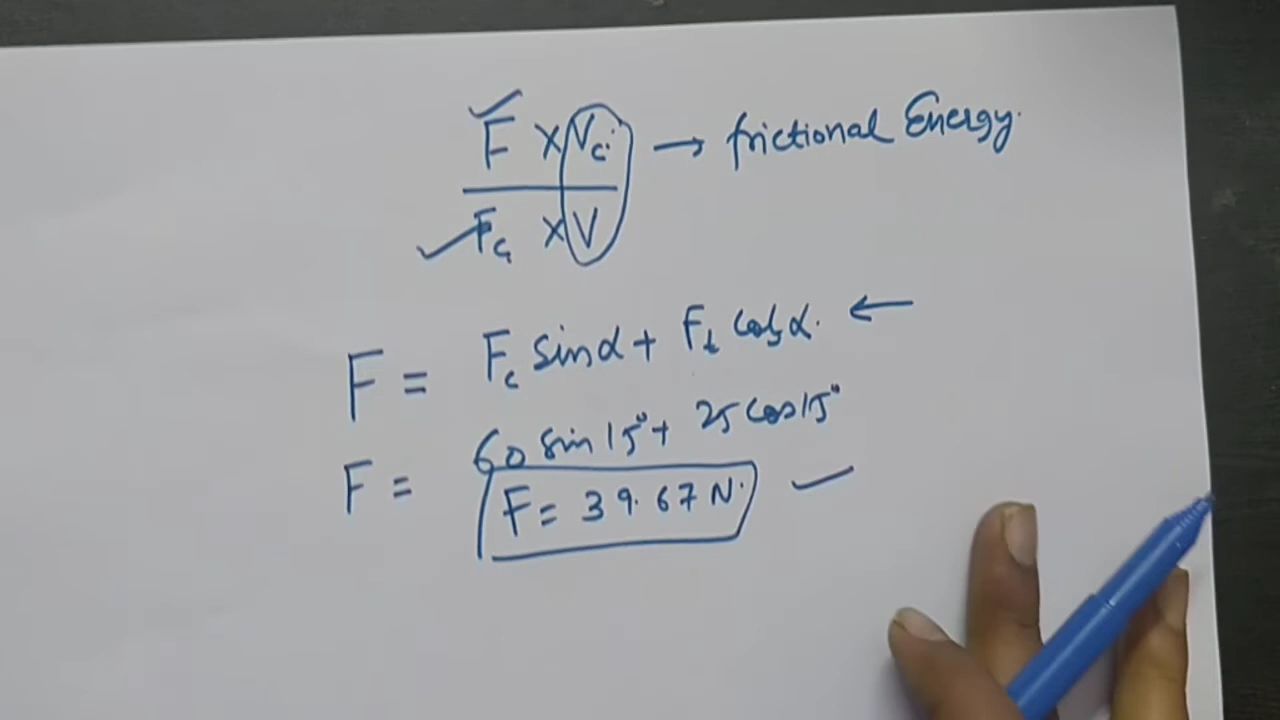 F × Vc. → frictional Energy.
Fc × V
F = Fc sinα + Ft cosα. ←
F = 60 sin 15° + 25 cos 15°
F = 39.67 N.